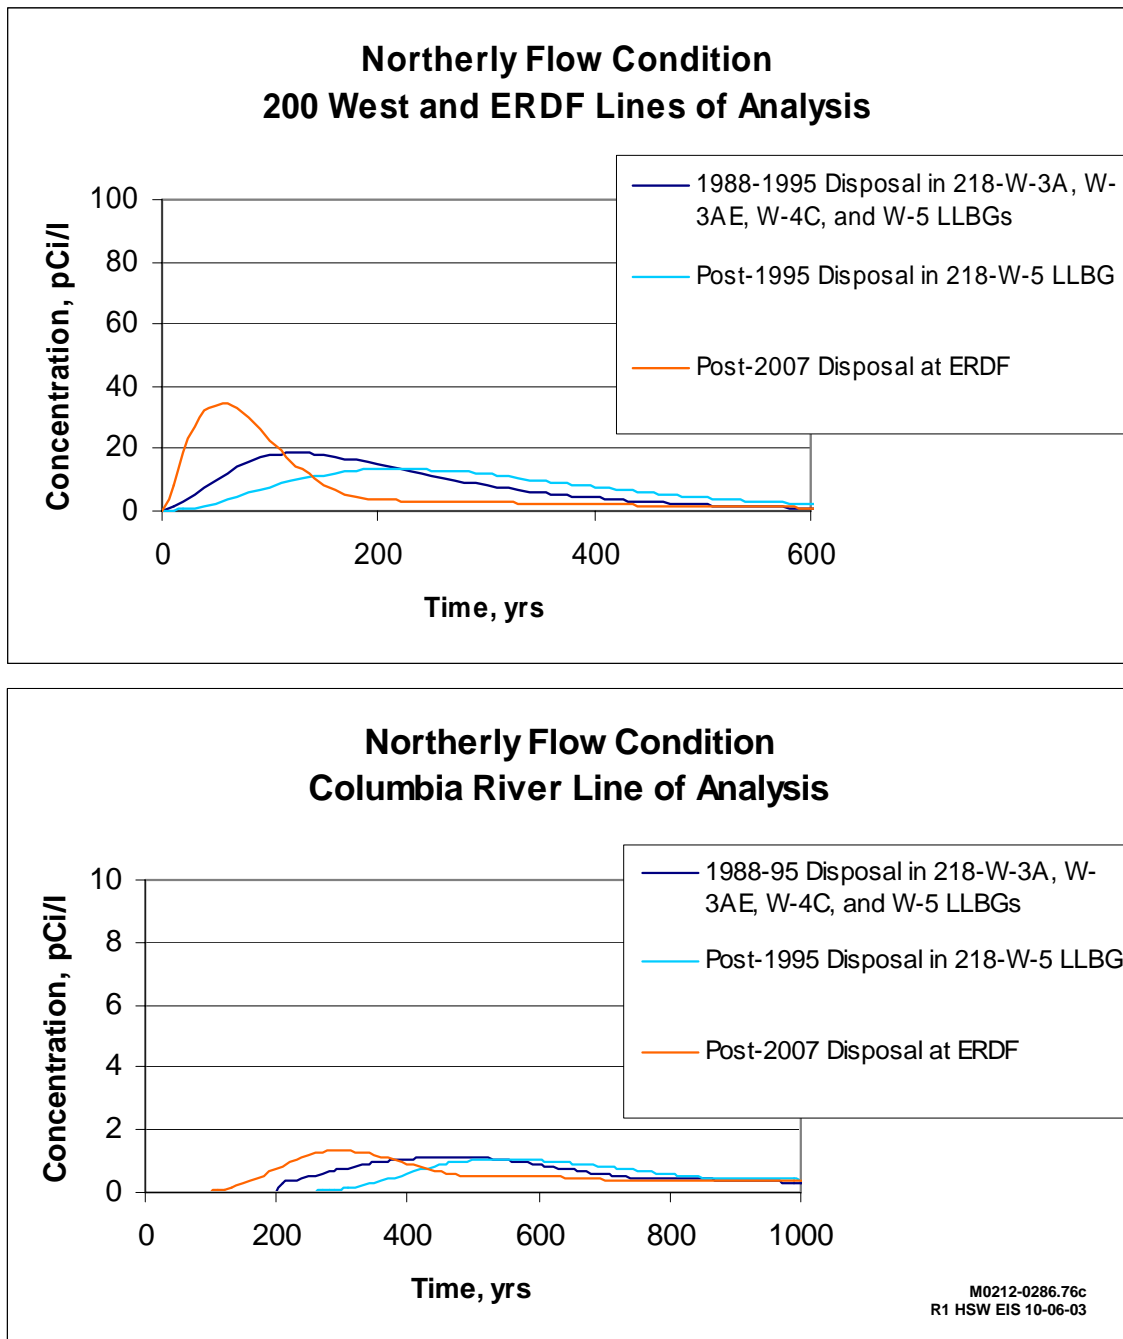 Northerly Flow Condition
200 West and ERDF Lines of Analysis
1988-1995 Disposal in 218-W-3A, W-
3AE, W-4C, and W-5 LLBGs
Post-1995 Disposal in 218-W-5 LLBG
Post-2007 Disposal at ERDF
Concentration, pCi/l
100
80
60
40
20
0
0 200 400 600
Time, yrs
Northerly Flow Condition
Columbia River Line of Analysis
1988-95 Disposal in 218-W-3A, W-
3AE, W-4C, and W-5 LLBGs
Post-1995 Disposal in 218-W-5 LLBG
Post-2007 Disposal at ERDF
Concentration, pCi/l
10
8
6
4
2
0
0 200 400 600 800 1000
Time, yrs
M0212-0286.76c
R1 HSW EIS 10-06-03